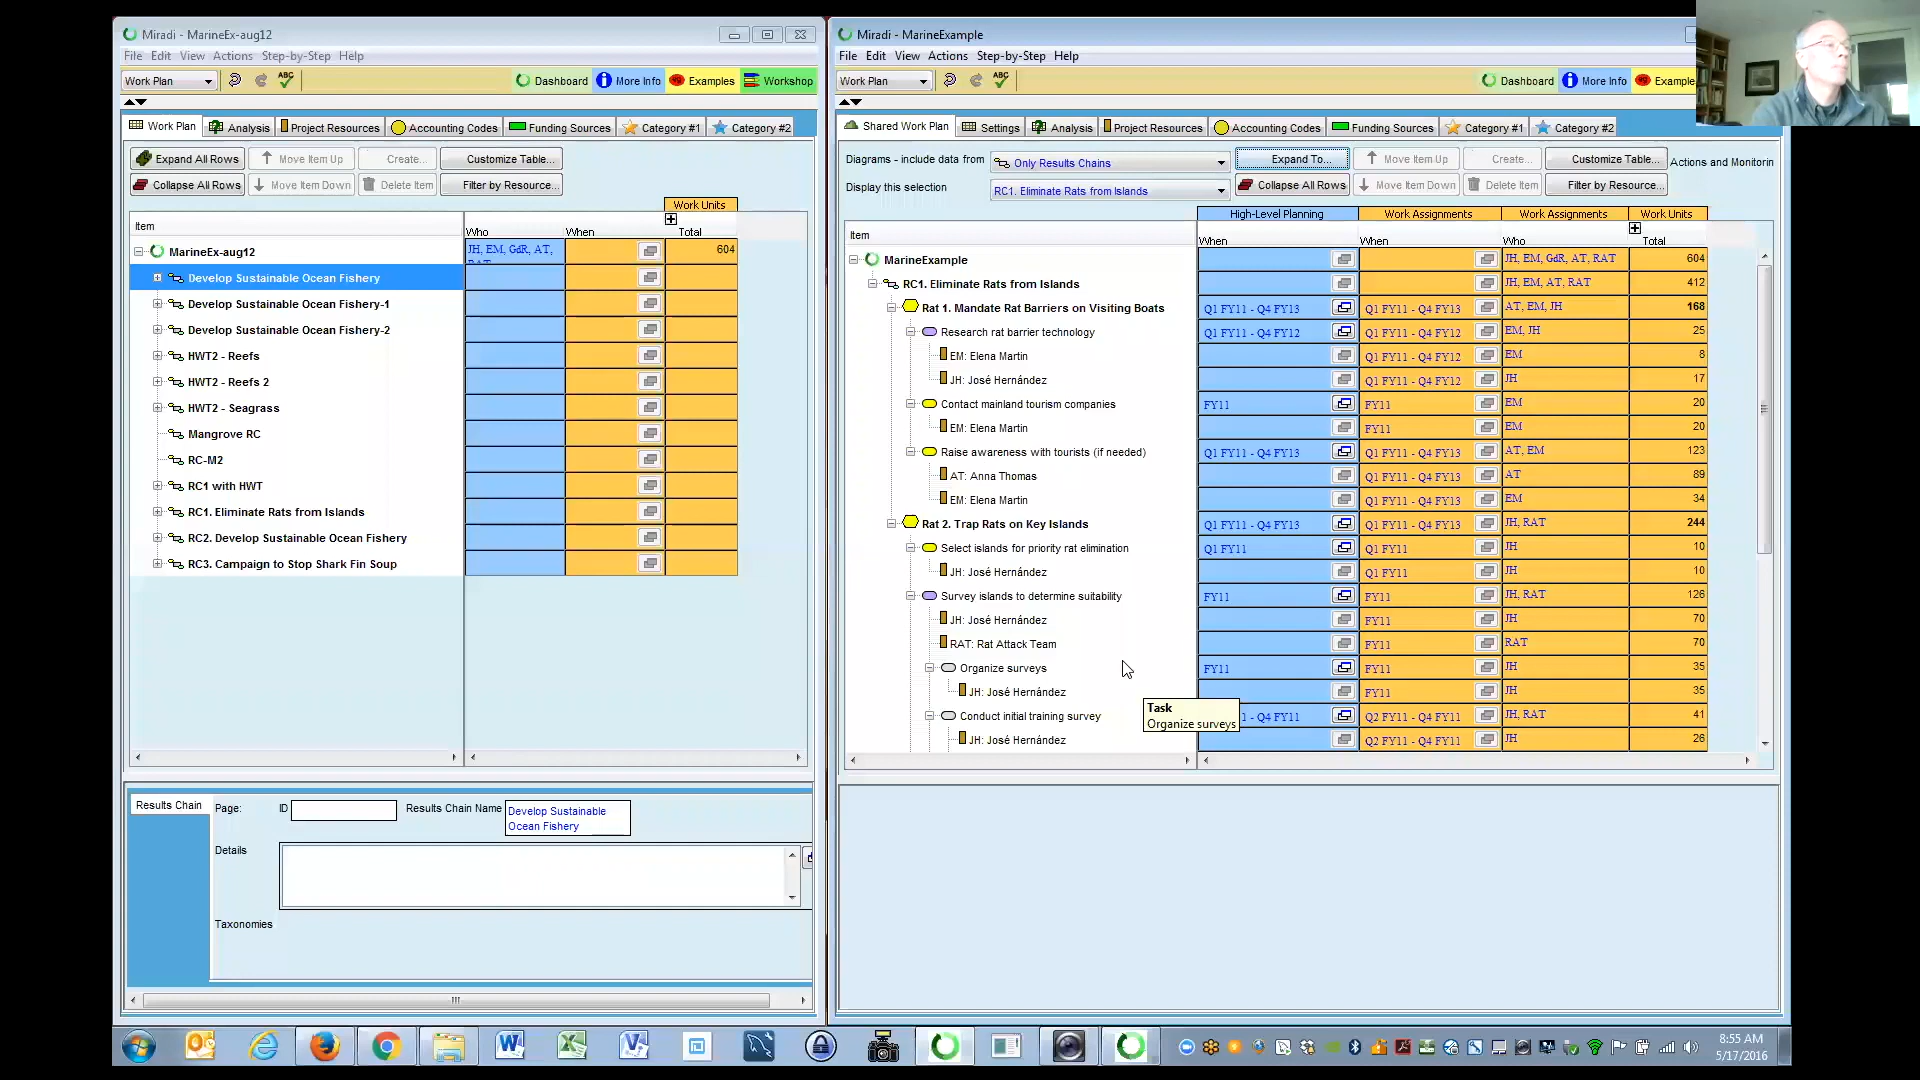 Miradi - MarineEx-aug12
File Edit View Actions Step-by-Step Help
Work Plan
ABC
Dashboard
More Info
Examples
Workshop
Work Plan
Analysis
Project Resources
Accounting Codes
Funding Sources
Category #1
Category #2
Expand All Rows
Move Item Up
Create...
Customize Table...
Collapse All Rows
Move Item Down
Delete Item
Filter by Resource...
Work Units
Item
Who
When
Total
MarineEx-aug12
JH, EM, GdR, AT,
604
Develop Sustainable Ocean Fishery
Develop Sustainable Ocean Fishery-1
Develop Sustainable Ocean Fishery-2
HWT2 - Reefs
HWT2 - Reefs 2
HWT2 - Seagrass
Mangrove RC
RC-M2
RC1 with HWT
RC1. Eliminate Rats from Islands
RC2. Develop Sustainable Ocean Fishery
RC3. Campaign to Stop Shark Fin Soup
Results Chain
Page:
ID
Results Chain Name
Develop Sustainable
Ocean Fishery
Details
Taxonomies
Miradi - MarineExample
File Edit View Actions Step-by-Step Help
Work Plan
ABC
Dashboard
More Info
Example
Shared Work Plan
Settings
Analysis
Project Resources
Accounting Codes
Funding Sources
Category #1
Category #2
Diagrams - include data from
Only Results Chains
Expand To...
Move Item Up
Create...
Customize Table...
Actions and Monitorin
Display this selection
RC1. Eliminate Rats from Islands
Collapse All Rows
Move Item Down
Delete Item
Filter by Resource...
High-Level Planning
Work Assignments
Work Assignments
Work Units
Item
When
When
Who
Total
MarineExample JH, EM, GdR, AT, RAT 604
RC1. Eliminate Rats from Islands JH, EM, AT, RAT 412
Rat 1. Mandate Rat Barriers on Visiting Boats Q1 FY11 - Q4 FY13 Q1 FY11 - Q4 FY13 AT, EM, JH 168
Research rat barrier technology Q1 FY11 - Q4 FY12 Q1 FY11 - Q4 FY12 EM, JH 25
EM: Elena Martin Q1 FY11 - Q4 FY12 EM 8
JH: José Hernández Q1 FY11 - Q4 FY12 JH 17
Contact mainland tourism companies FY11 FY11 EM 20
EM: Elena Martin FY11 EM 20
Raise awareness with tourists (if needed) Q1 FY11 - Q4 FY13 Q1 FY11 - Q4 FY13 AT, EM 123
AT: Anna Thomas Q1 FY11 - Q4 FY13 AT 89
EM: Elena Martin Q1 FY11 - Q4 FY13 EM 34
Rat 2. Trap Rats on Key Islands Q1 FY11 - Q4 FY13 Q1 FY11 - Q4 FY13 JH, RAT 244
Select islands for priority rat elimination Q1 FY11 Q1 FY11 JH 10
JH: José Hernández Q1 FY11 JH 10
Survey islands to determine suitability FY11 FY11 JH, RAT 126
JH: José Hernández FY11 JH 70
RAT: Rat Attack Team FY11 RAT 70
Organize surveys FY11 FY11 JH 35
JH: José Hernández FY11 JH 35
Conduct initial training survey - Q4 FY11 Q2 FY11 - Q4 FY11 JH, RAT 41
JH: José Hernández Q2 FY11 - Q4 FY11 JH 26
Task
Organize surveys
8:55 AM
5/17/2016